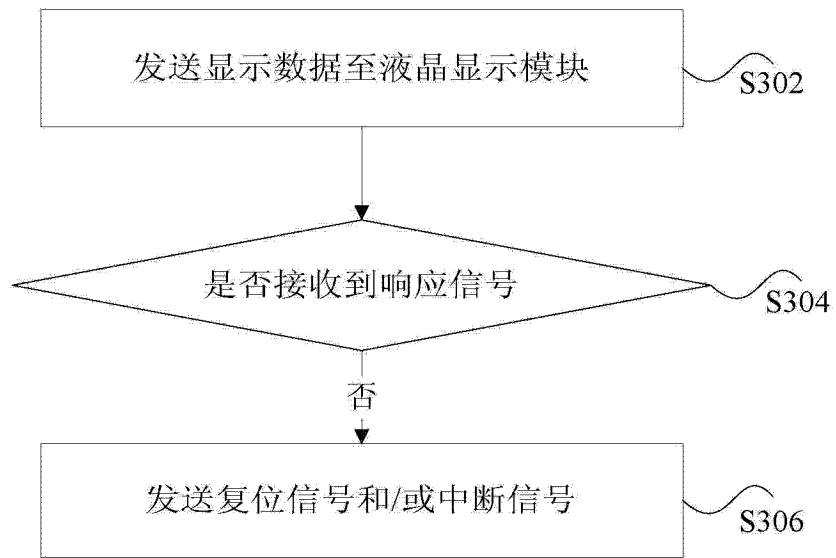 发送显示数据至液晶显示模块
S302
是否接收到响应信号
S304
否
发送复位信号和/或中断信号
S306